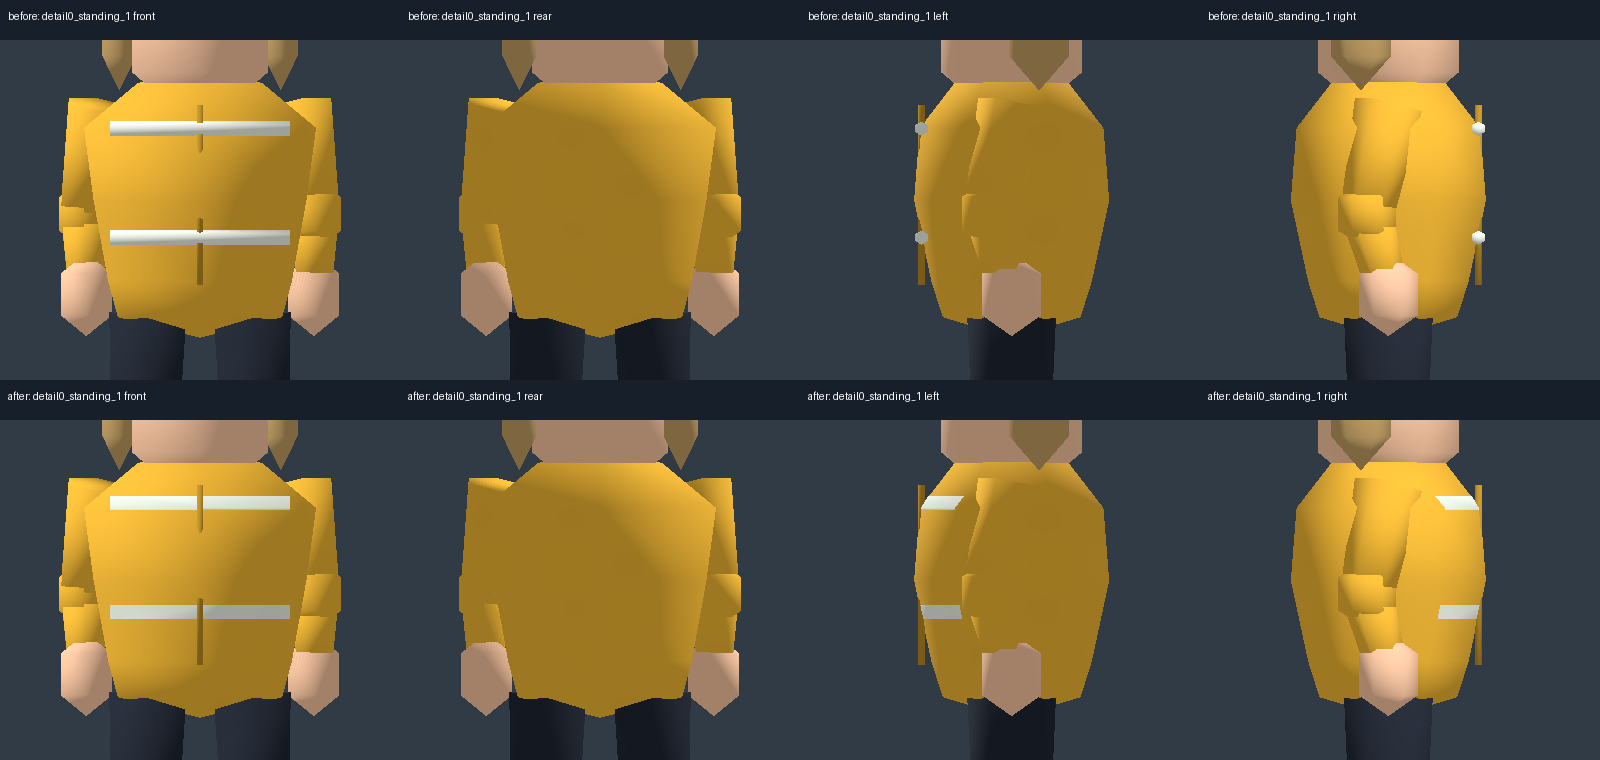 before: detail0_standing_1 front
before: detail0_standing_1 rear
before: detail0_standing_1 left
before: detail0_standing_1 right
after: detail0_standing_1 front
after: detail0_standing_1 rear
after: detail0_standing_1 left
after: detail0_standing_1 right